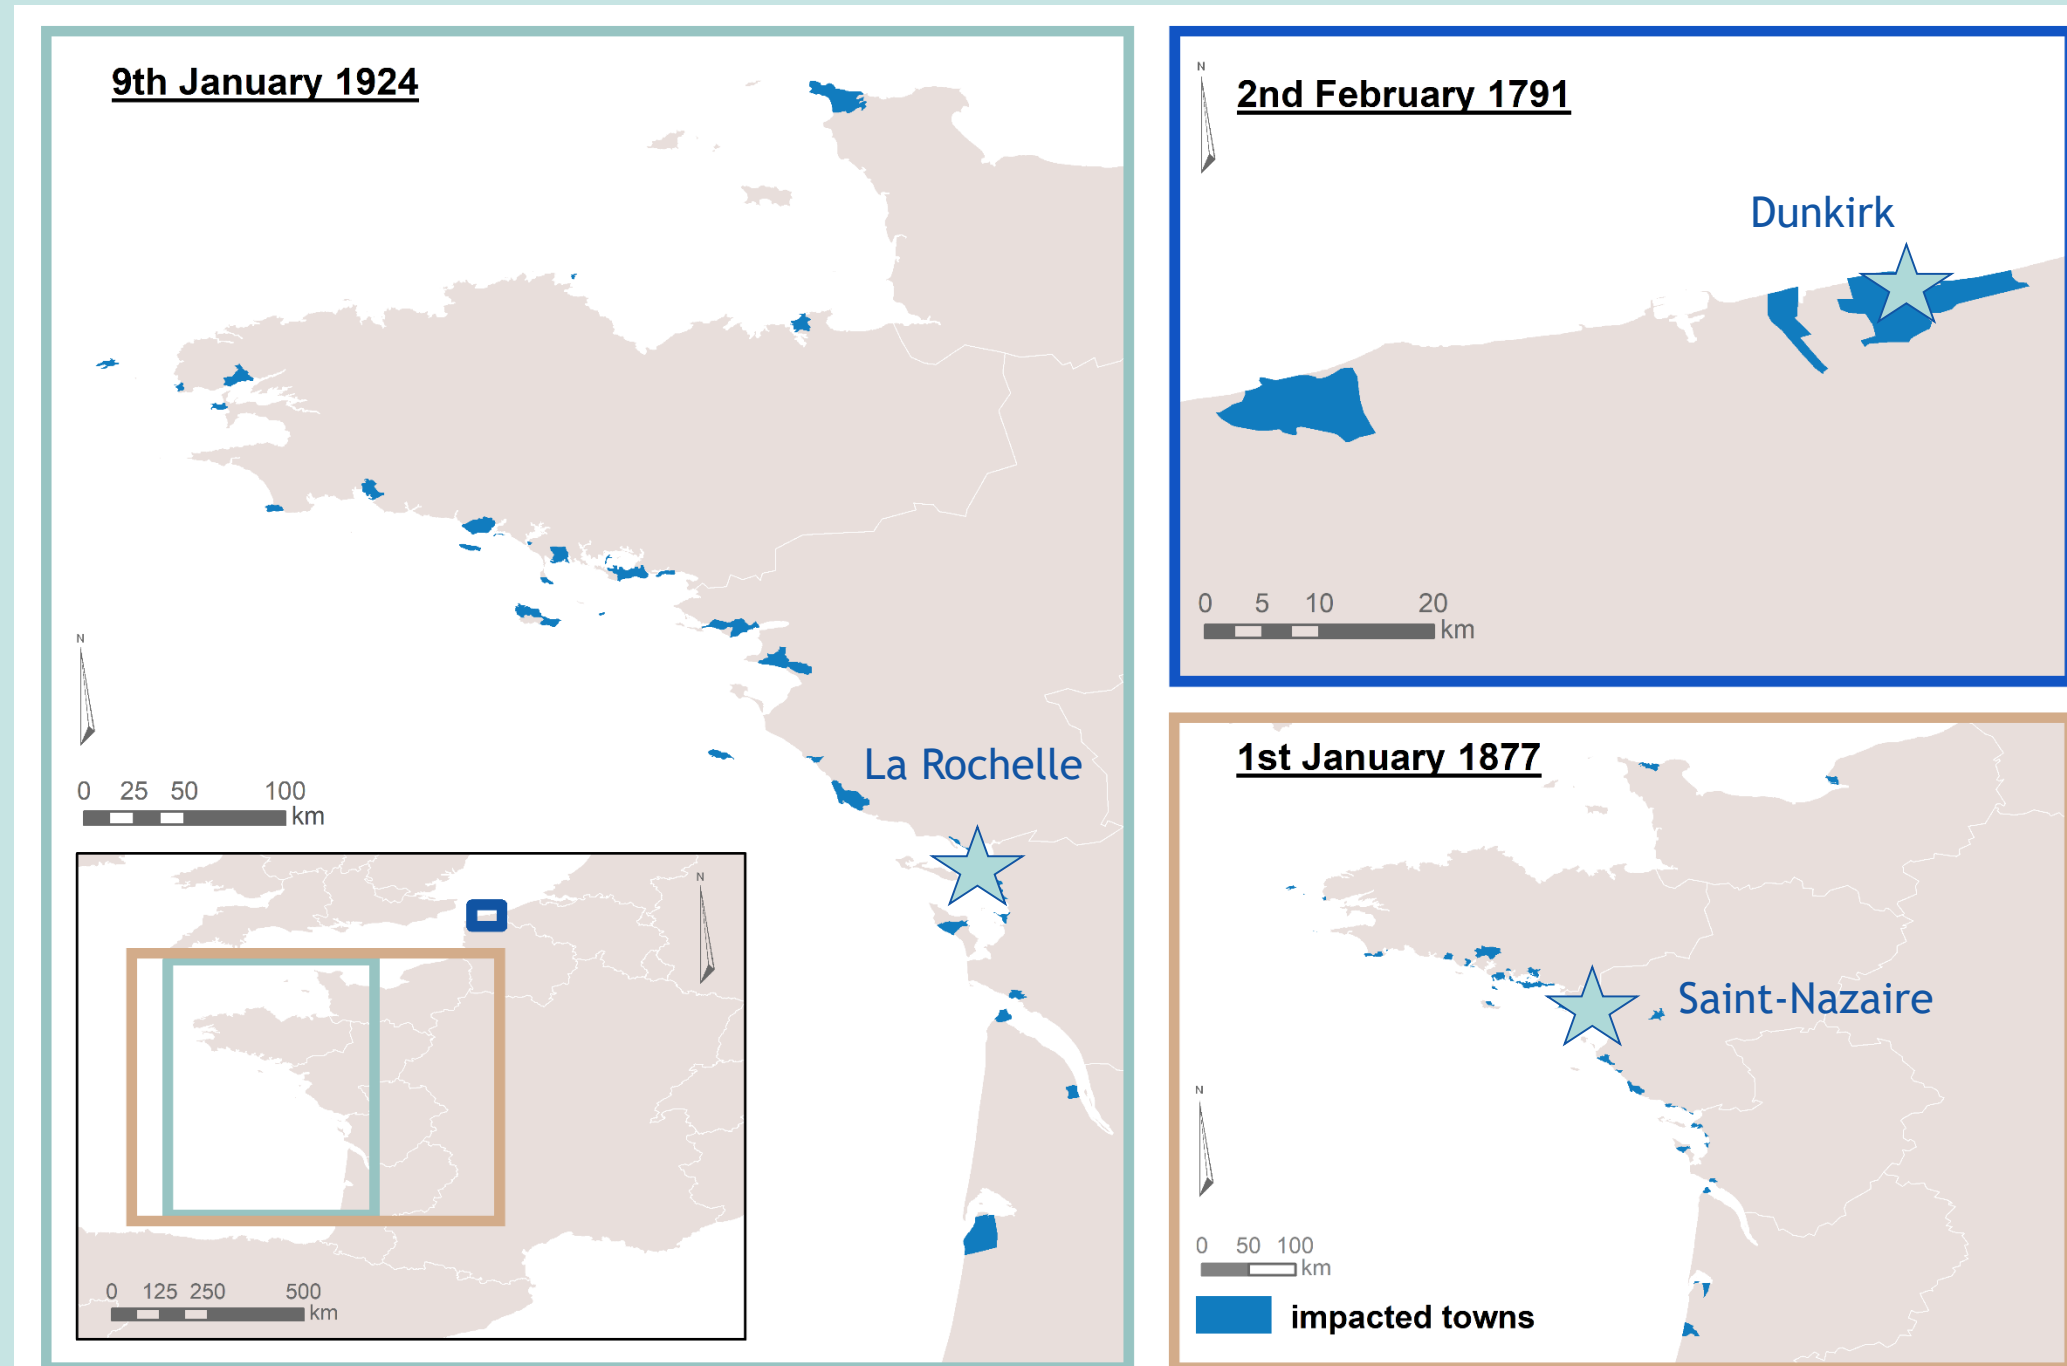 9th January 1924
N
La Rochelle
0 25 50 100
km
N
0 125 250 500
km
2nd February 1791
N
Dunkirk
0 5 10 20
km
1st January 1877
Saint-Nazaire
N
0 50 100
km
impacted towns